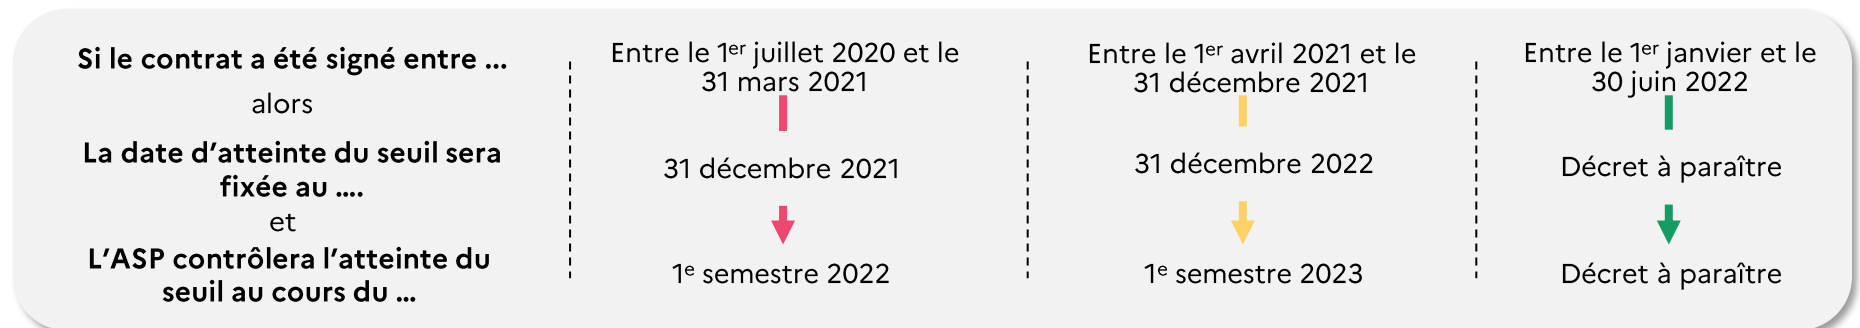 Si le contrat a été signé entre ...
alors
La date d'atteinte du seuil sera
fixée au ....
et
L'ASP contrôlera l'atteinte du
seuil au cours du ...
Entre le 1er juillet 2020 et le
31 mars 2021
31 décembre 2021
1e semestre 2022
Entre le 1er avril 2021 et le
31 décembre 2021
31 décembre 2022
1e semestre 2023
Entre le 1er janvier et le
30 juin 2022
Décret à paraître
Décret à paraître